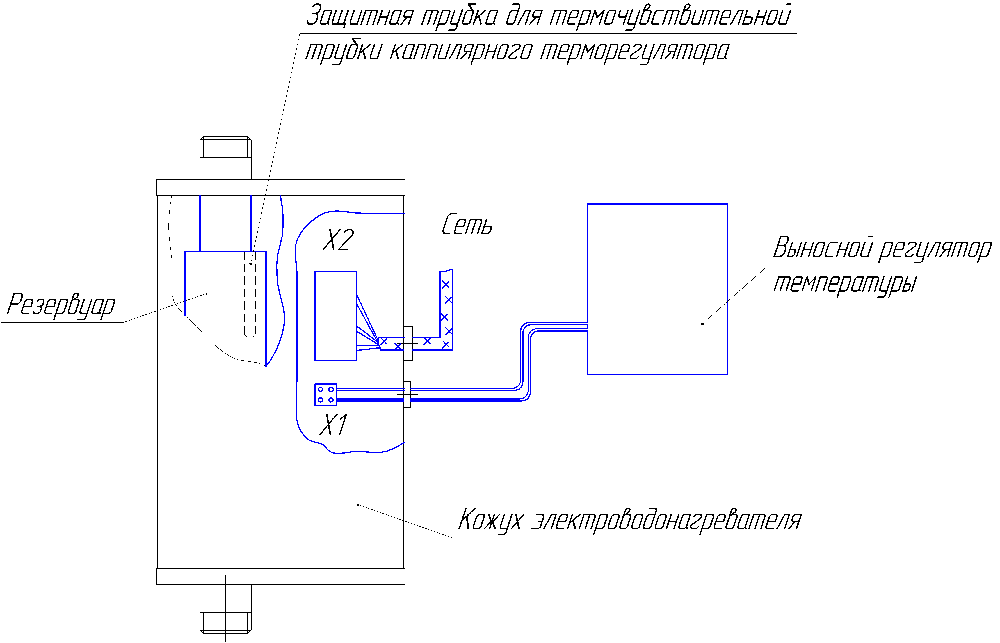 Защитная трубка для термочувствительной
трубки каппилярного терморегулятора
X2
Сеть
Выносной регулятор
температуры
Резервуар
X1
Кожух электроводонагревателя